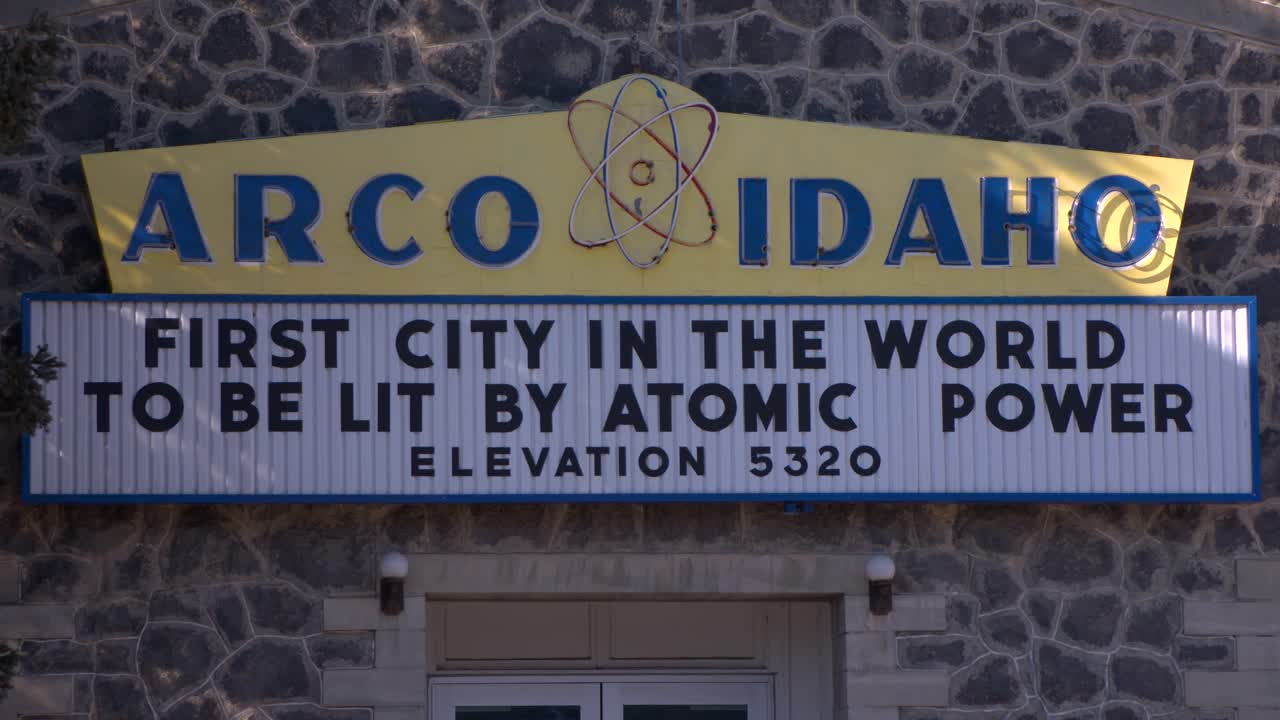 ARCO IDAHO
FIRST CITY IN THE WORLD
TO BE LIT BY ATOMIC POWER
ELEVATION 5320